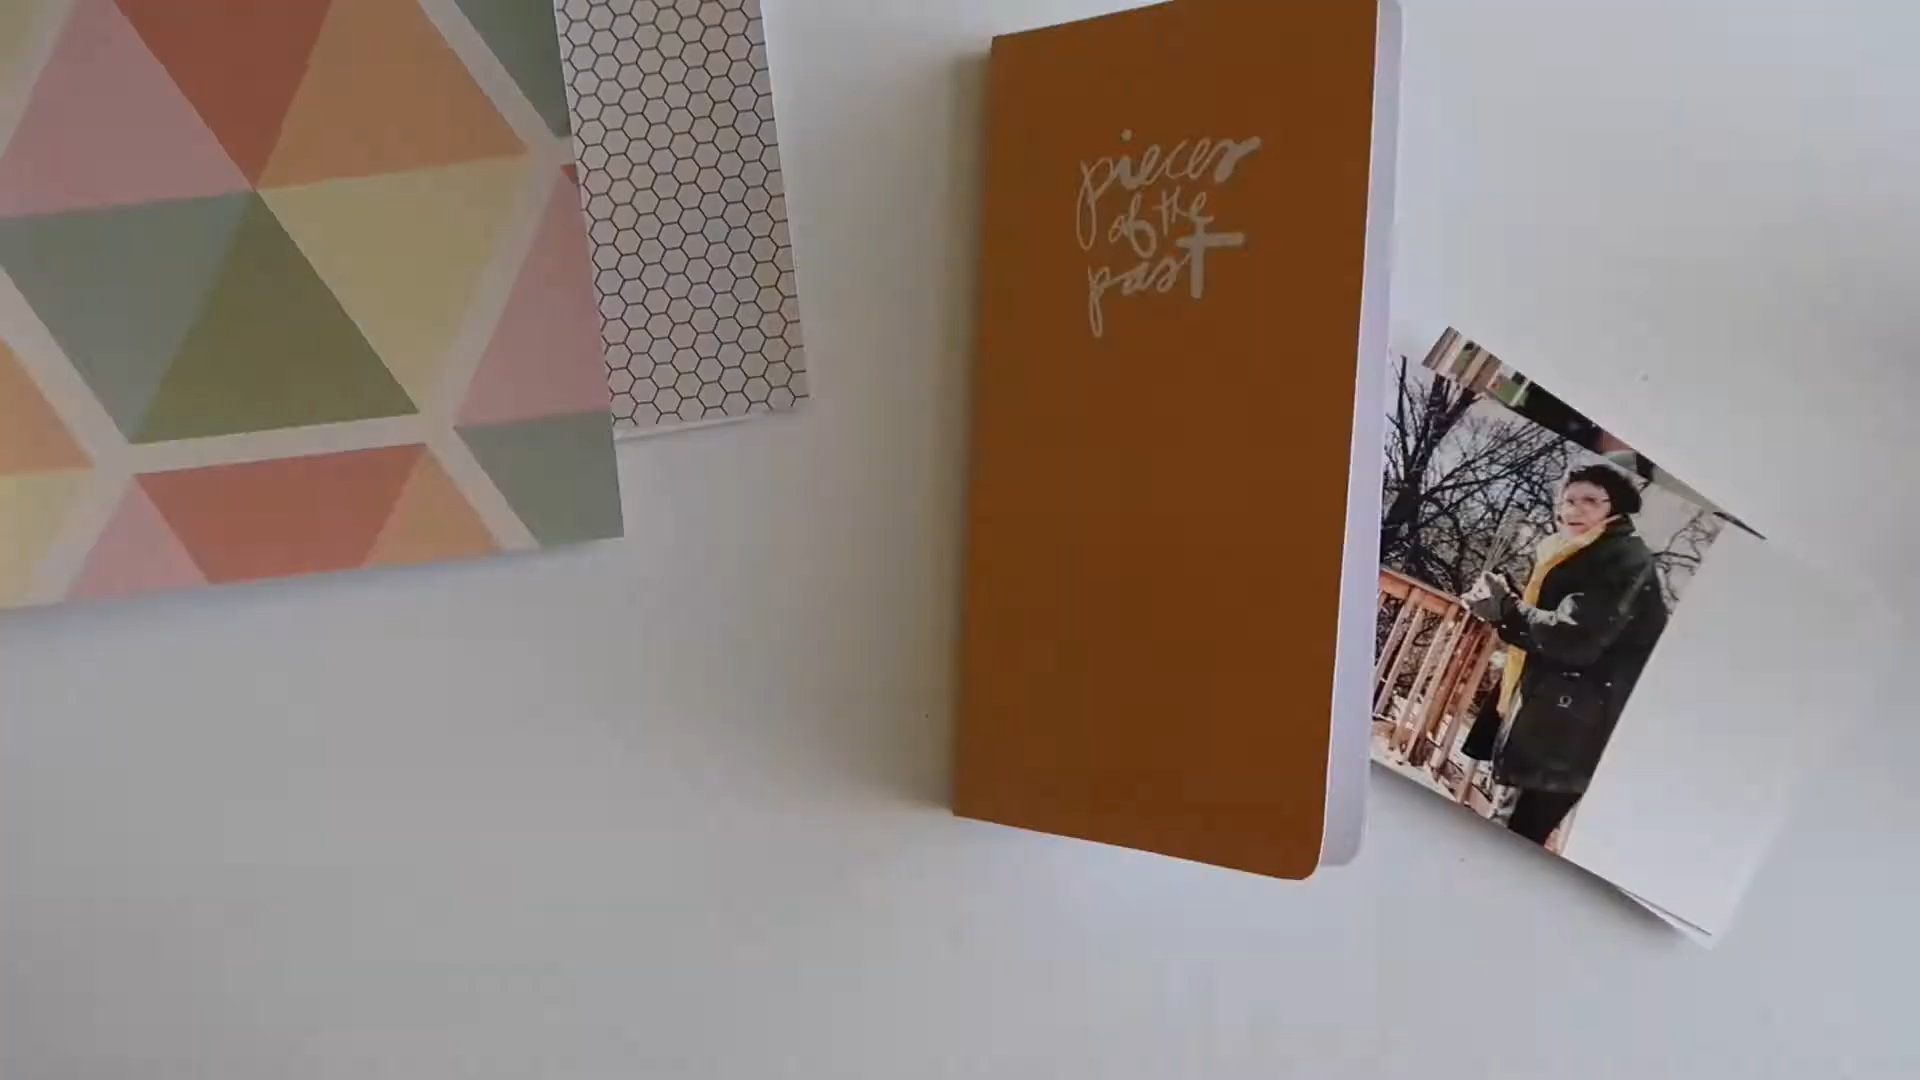 pieces
of the
past